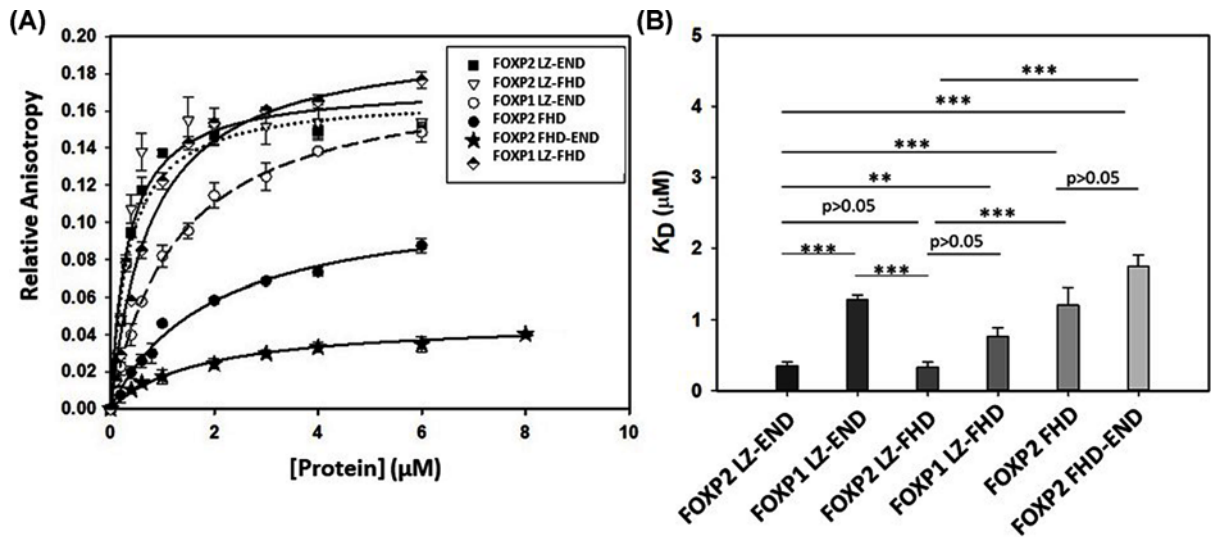 (A)
0.20
0.18
0.16
0.14
0.12
0.10
0.08
0.06
0.04
0.02
0.00
Relative Anisotropy
FOXP2 LZ-END
FOXP2 LZ-FHD
FOXP1 LZ-END
FOXP2 FHD
FOXP2 FHD-END
FOXP1 LZ-FHD
0 2 4 6 8 10
[Protein] (μM)
(B)
5
4
3
2
1
0
KD (μM)
***
***
***
p>0.05
**
p>0.05
***
p>0.05
***
***
FOXP2 LZ-END
FOXP1 LZ-END
FOXP2 LZ-FHD
FOXP1 LZ-FHD
FOXP2 FHD
FOXP2 FHD-END